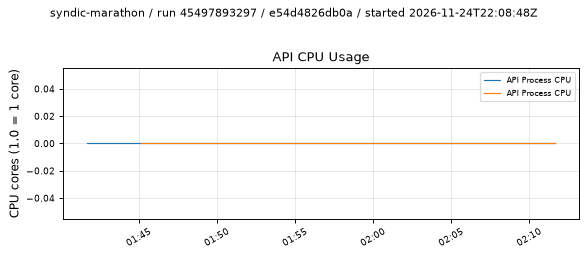 syndic-marathon / run 45497893297 / e54d4826db0a / started 2026-11-24T22:08:48Z
API CPU Usage
CPU cores (1.0 = 1 core)
0.04
0.02
0.00
−0.02
−0.04
API Process CPU
API Process CPU
01:45
01:50
01:55
02:00
02:05
02:10